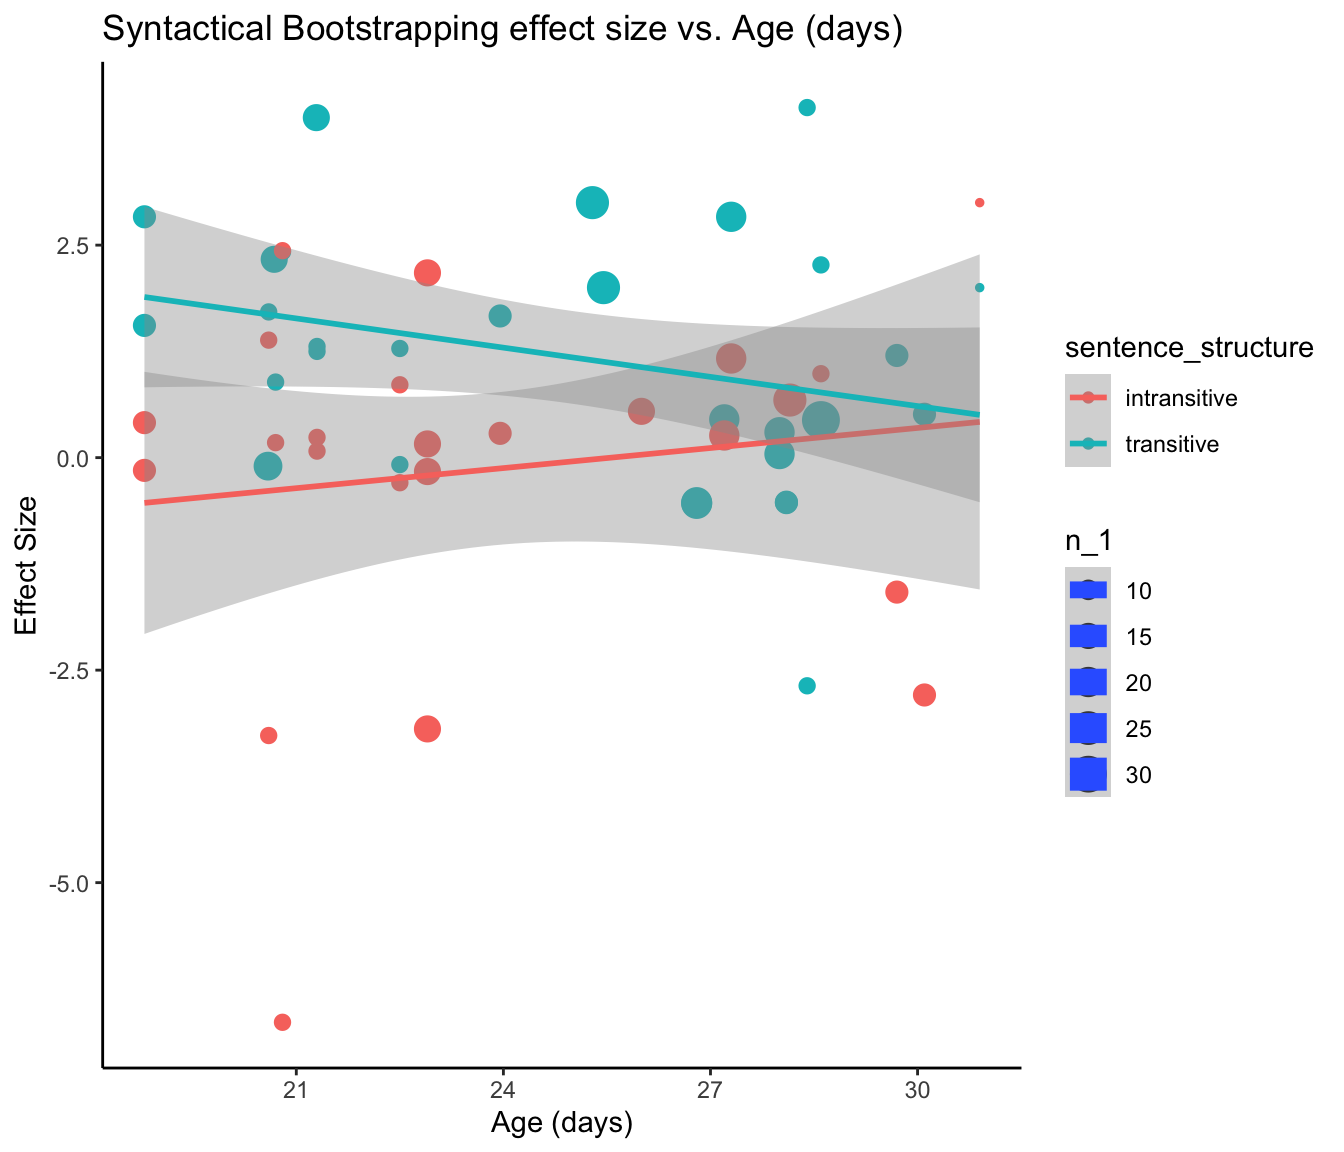 Syntactical Bootstrapping effect size vs. Age (days)
2.5
0.0
-2.5
-5.0
Effect Size
21
24
27
30
Age (days)
sentence_structure
intransitive
transitive
n_1
10
15
20
25
30